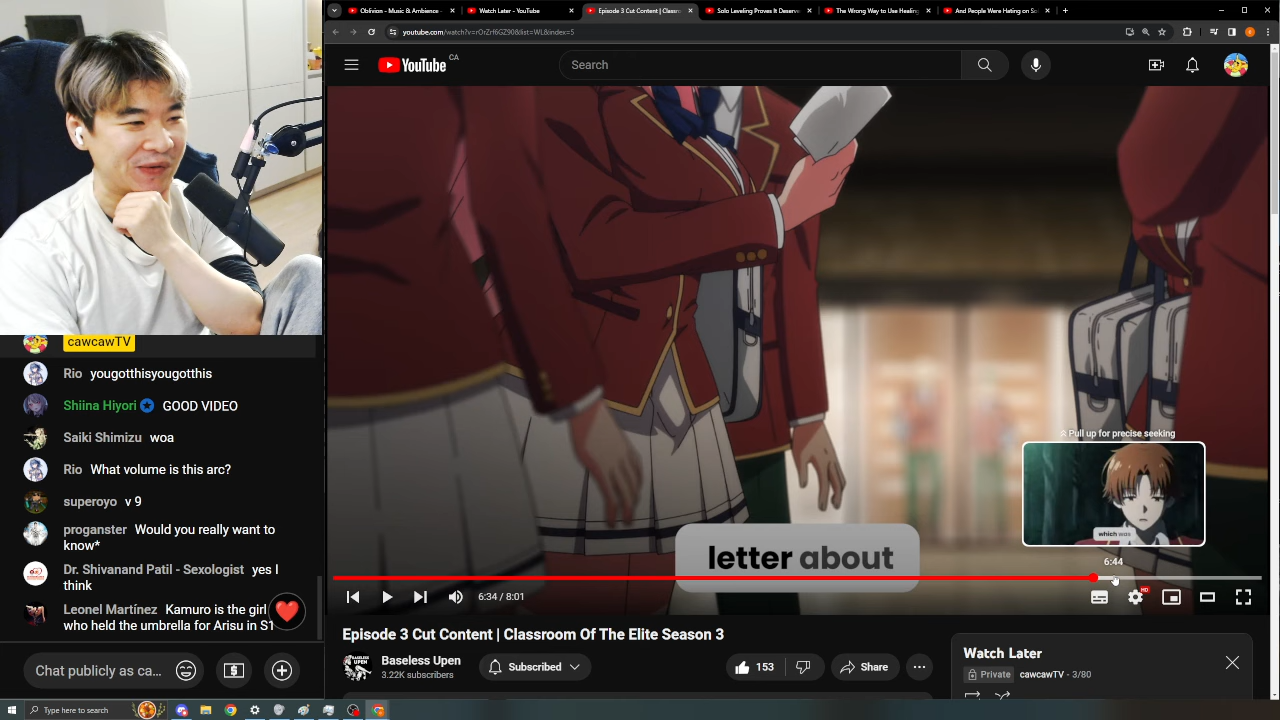 Oblivion - Music & Ambience -
Watch Later - YouTube
Episode 3 Cut Content | Classr
Solo Leveling Proves It Deserve
The Wrong Way to Use Healing
And People Were Hating on So
youtube.com/watch?v=rOrZrI6GZ90&list=WL&index=5
YouTube CA
Search
letter about
Pull up for precise seeking
which was
6:44
6:34 / 8:01
HD
Episode 3 Cut Content | Classroom Of The Elite Season 3
Baseless Upen
3.22K subscribers
Subscribed
153
Share
Watch Later
Private cawcawTV - 3/80
cawcawTV
Rio yougotthisyougotthis
Shiina Hiyori GOOD VIDEO
Saiki Shimizu woa
Rio What volume is this arc?
superoyo v 9
proganster Would you really want to
know*
Dr. Shivanand Patil - Sexologist yes I
think
Leonel Martínez Kamuro is the girl
who held the umbrella for Arisu in S1
Chat publicly as ca...
Type here to search